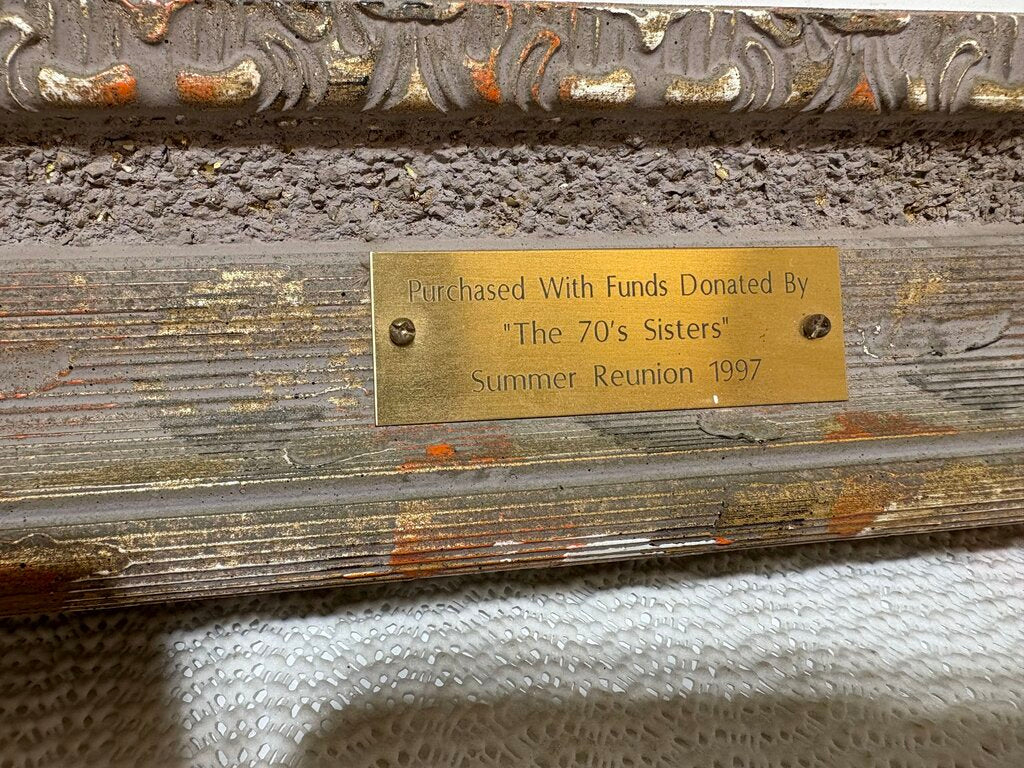 Purchased With Funds Donated By
"The 70's Sisters"
Summer Reunion 1997